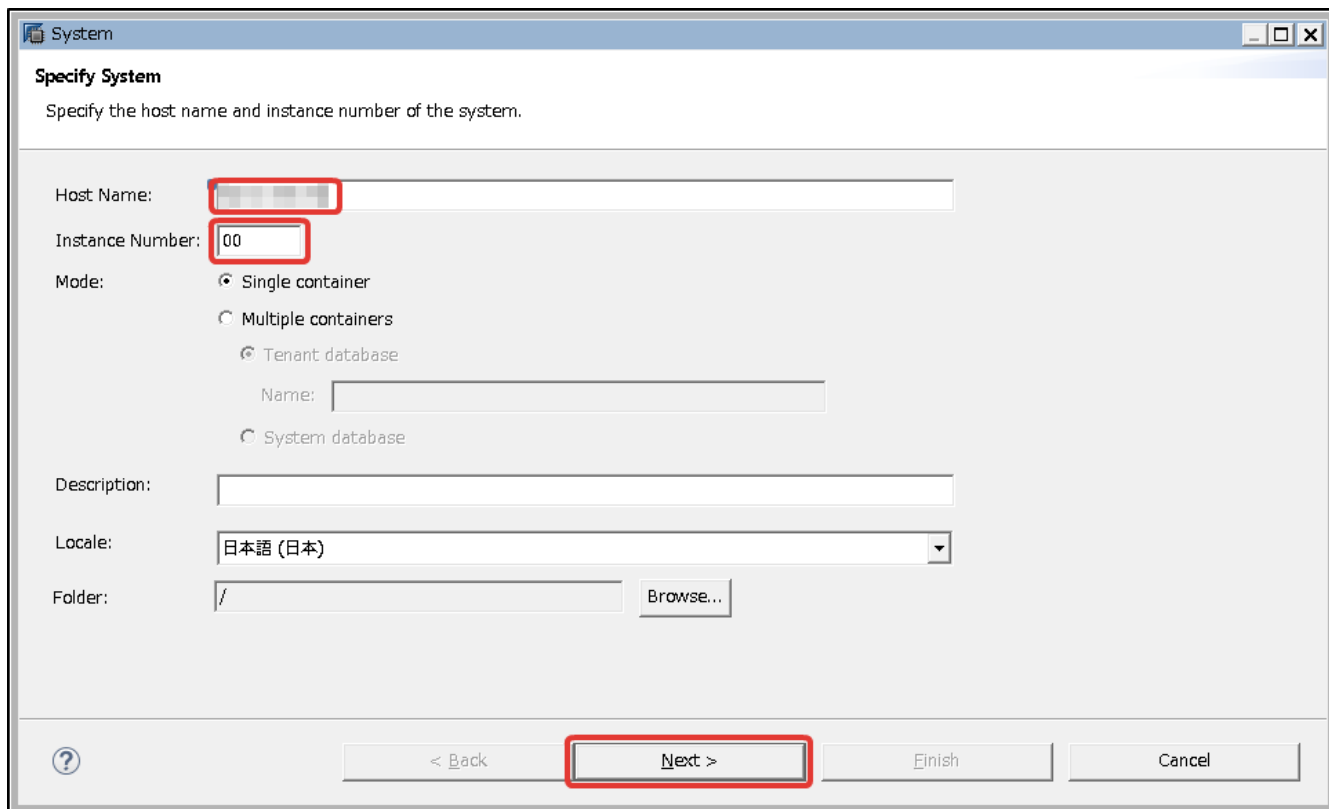 System
Specify System
Specify the host name and instance number of the system.
Host Name:
Instance Number: 00
Mode: Single container
Multiple containers
Tenant database
Name:
System database
Description:
Locale: 日本語 (日本)
Folder: / Browse...
? < Back Next > Finish Cancel